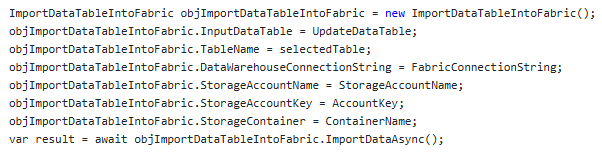 ImportDataTableIntoFabric objImportDataTableIntoFabric = new ImportDataTableIntoFabric();
objImportDataTableIntoFabric.InputDataTable = UpdateDataTable;
objImportDataTableIntoFabric.TableName = selectedTable;
objImportDataTableIntoFabric.DataWarehouseConnectionString = FabricConnectionString;
objImportDataTableIntoFabric.StorageAccountName = StorageAccountName;
objImportDataTableIntoFabric.StorageAccountKey = AccountKey;
objImportDataTableIntoFabric.StorageContainer = ContainerName;
var result = await objImportDataTableIntoFabric.ImportDataAsync();